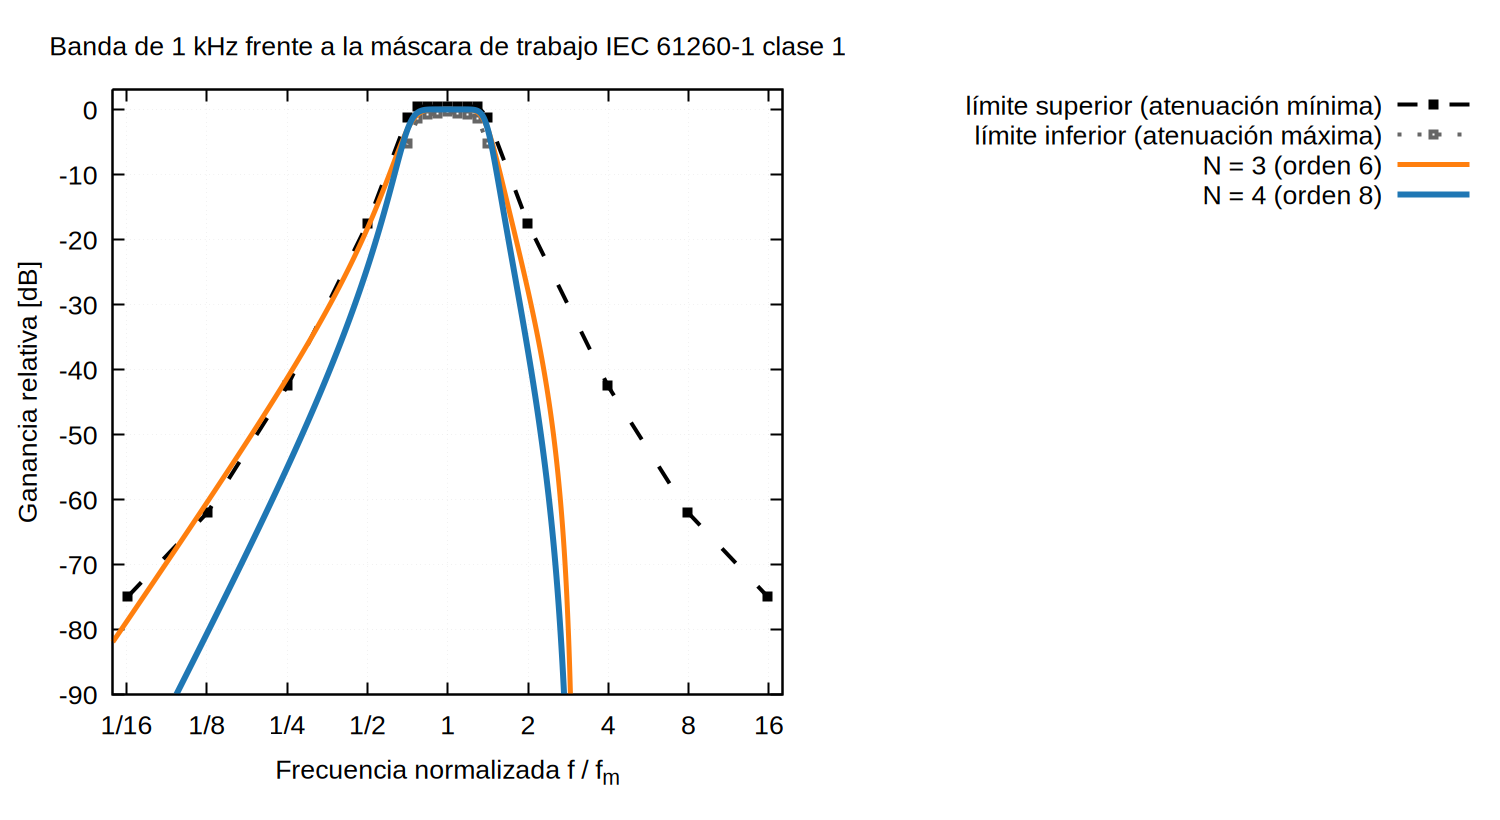 Banda de 1 kHz frente a la máscara de trabajo IEC 61260-1 clase 1
límite superior (atenuación mínima)
límite inferior (atenuación máxima)
N = 3 (orden 6)
N = 4 (orden 8)
Ganancia relativa [dB]
0
-10
-20
-30
-40
-50
-60
-70
-80
-90
1/16 1/8 1/4 1/2 1 2 4 8 16
Frecuencia normalizada f / fm